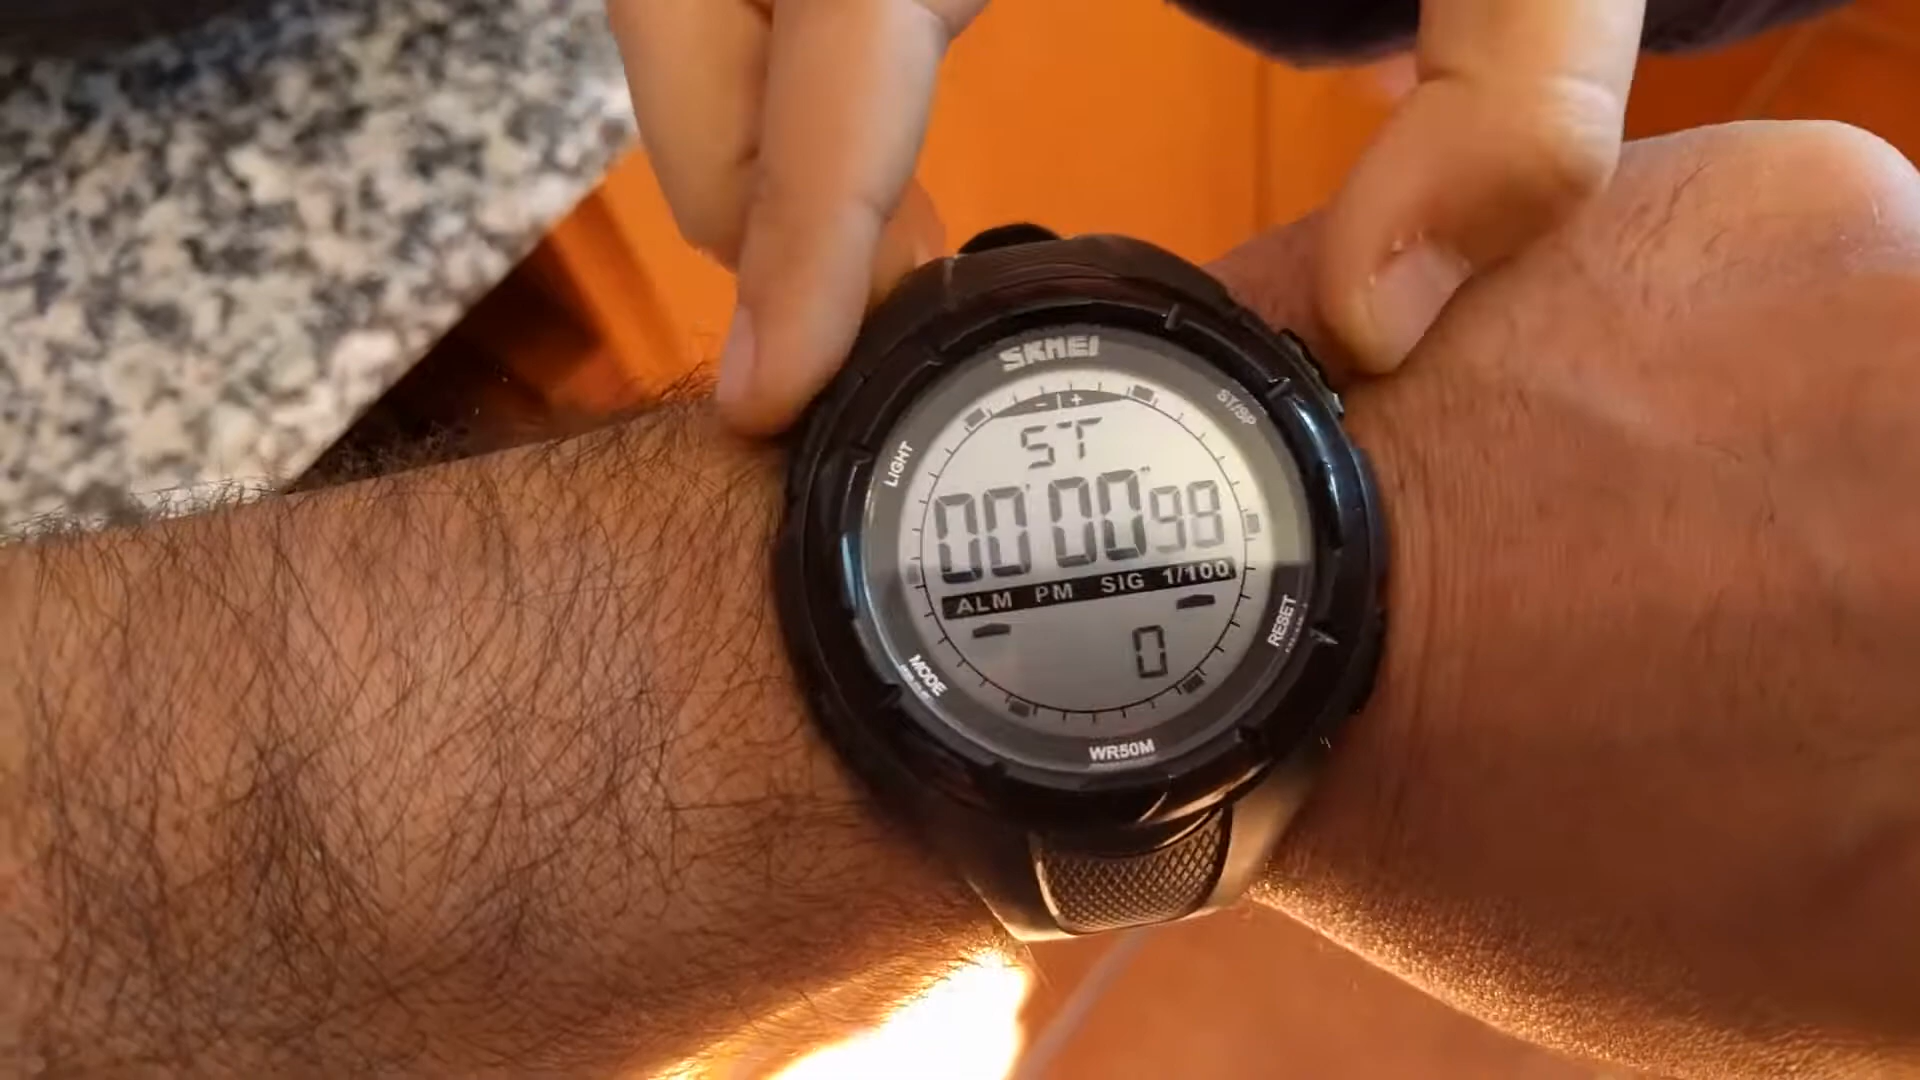 SKMEI
ST/SP
- +
LIGHT
ST
00' 00" 98
ALM PM SIG 1/100
0
RESET
MODE
WR50M